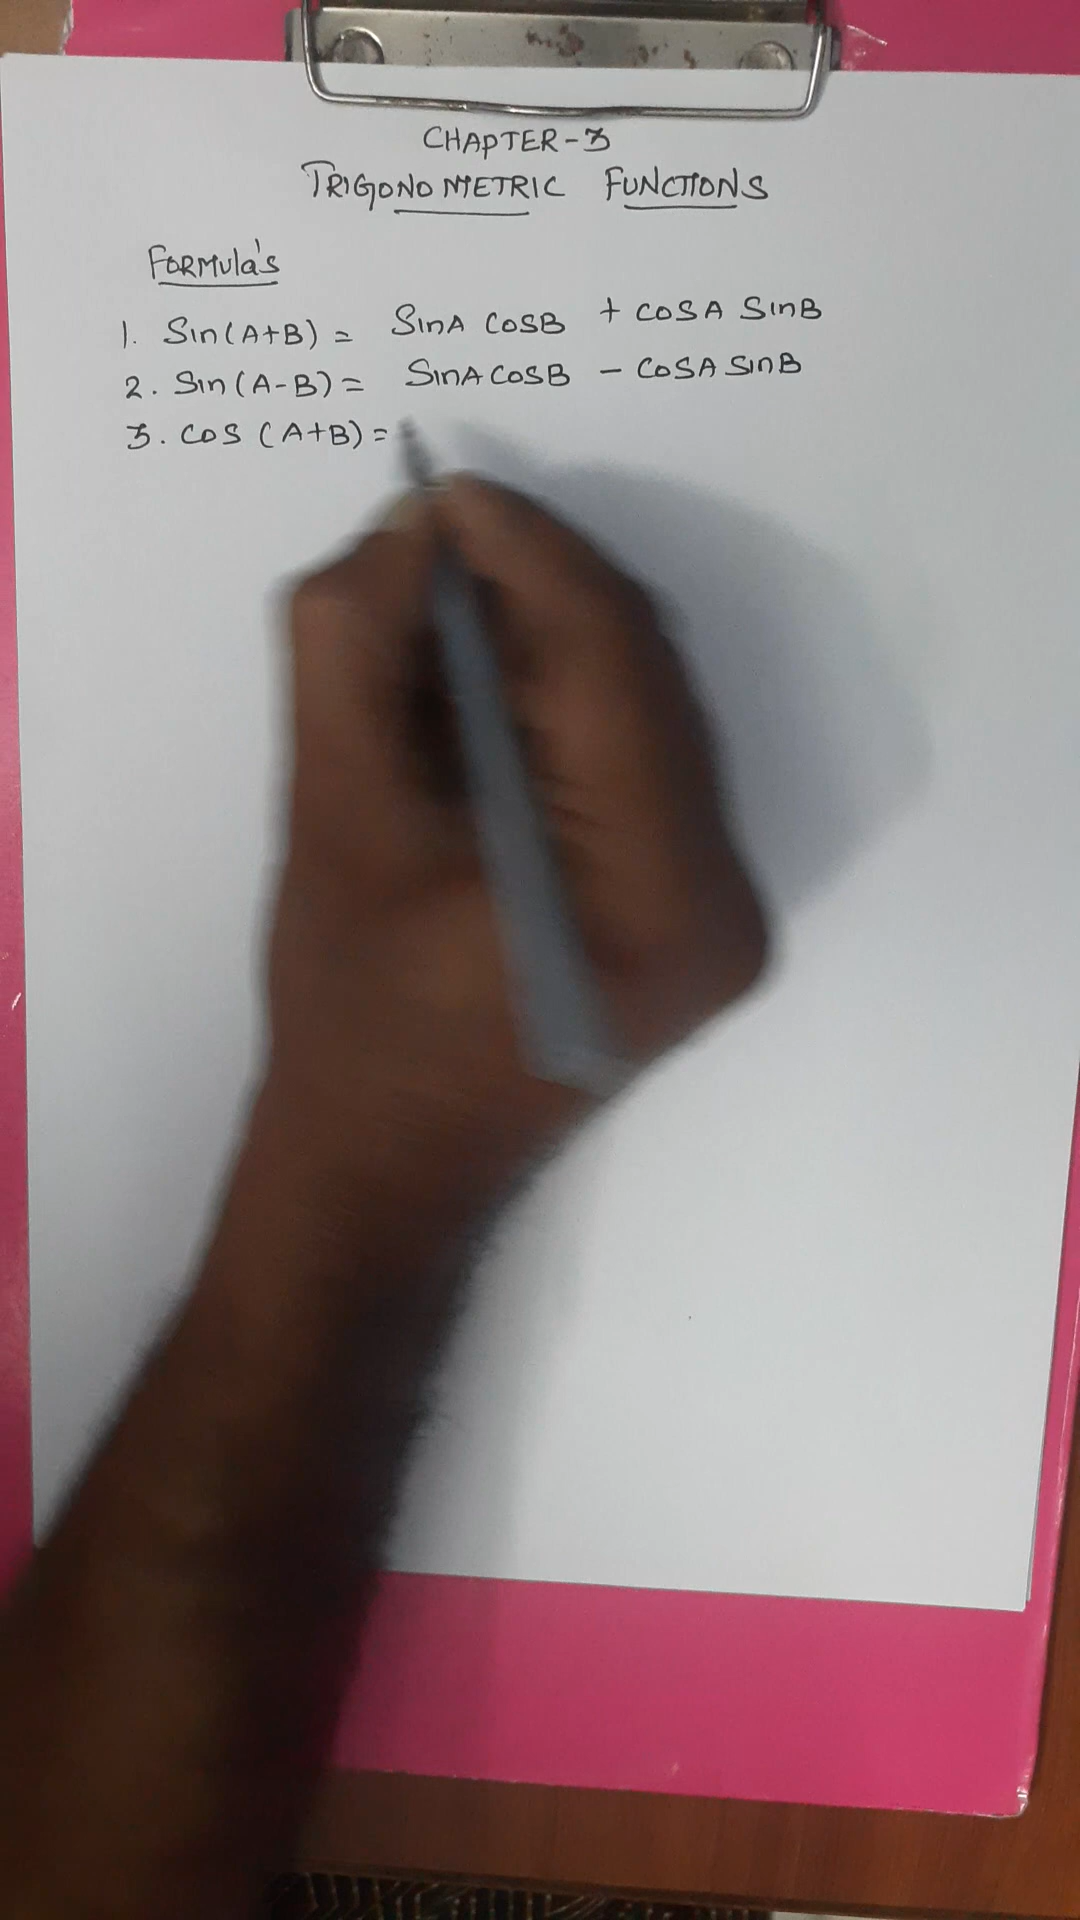 CHAPTER-3
TRIGONOMETRIC FUNCTIONS
FORMula's
1. Sin(A+B) = SinA COSB + COSA SinB
2. Sin(A-B) = SinA COSB - COSA SinB
3. COS (A+B) =